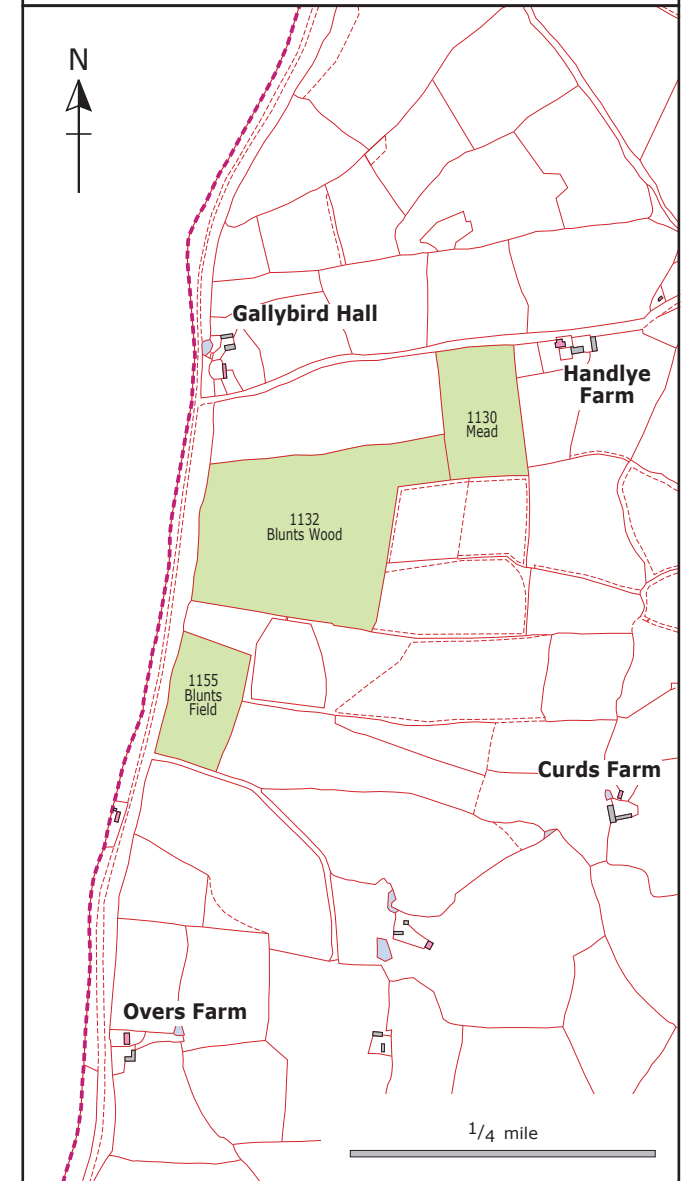 N
Gallybird Hall
Handlye
Farm
1130
Mead
1132
Blunts Wood
1155
Blunts
Field
Curds Farm
Overs Farm
1/4 mile